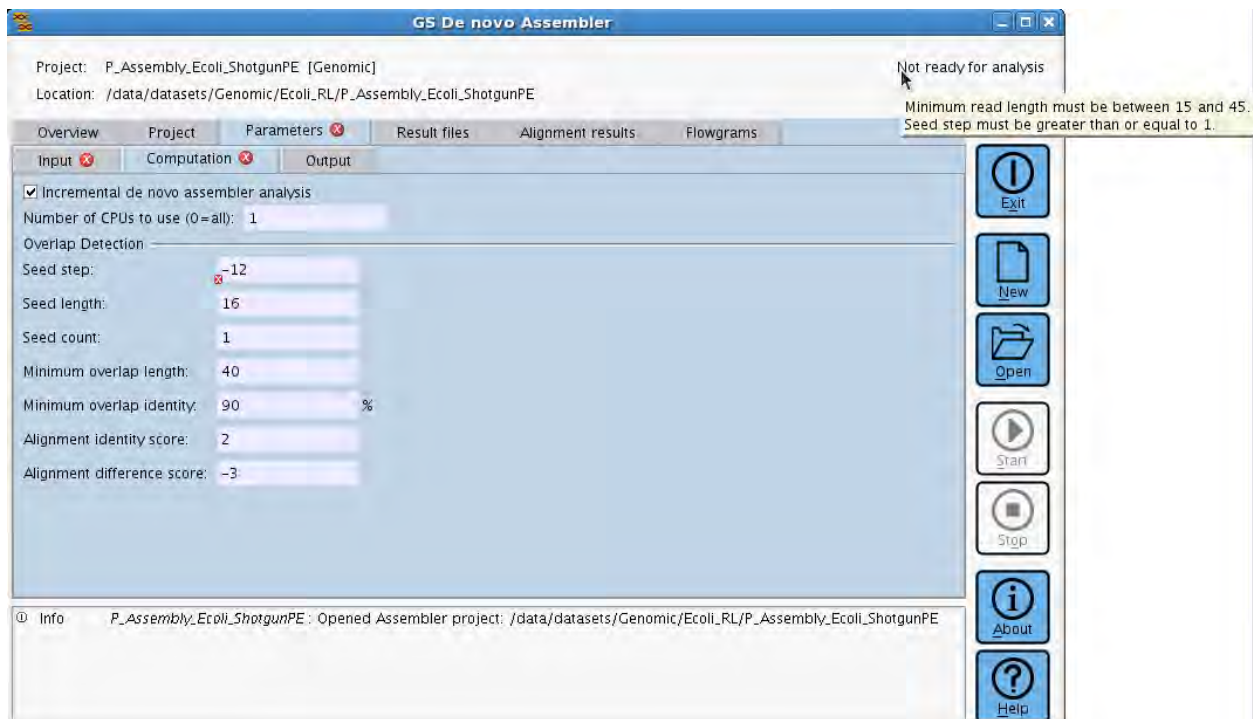 GS De novo Assembler
Project: P_Assembly_Ecoli_ShotgunPE [Genomic]
Not ready for analysis
Location: /data/datasets/Genomic/Ecoli_RL/P_Assembly_Ecoli_ShotgunPE
Minimum read length must be between 15 and 45.
Seed step must be greater than or equal to 1.
Overview Project Parameters Result files Alignment results Flowgrams
Input Computation Output
Incremental de novo assembler analysis
Exit
Number of CPUs to use (0=all): 1
Overlap Detection
Seed step: -12
New
Seed length: 16
Seed count: 1
Minimum overlap length: 40
Open
Minimum overlap identity: 90 %
Alignment identity score: 2
Start
Alignment difference score: -3
Stop
Info P_Assembly_Ecoli_ShotgunPE : Opened Assembler project: /data/datasets/Genomic/Ecoli_RL/P_Assembly_Ecoli_ShotgunPE
About
Help